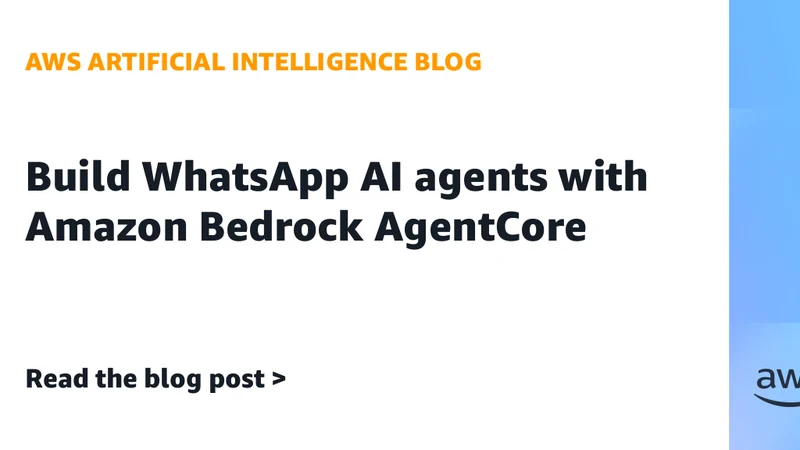 AWS ARTIFICIAL INTELLIGENCE BLOG
Build WhatsApp AI agents with
Amazon Bedrock AgentCore
Read the blog post >
aw